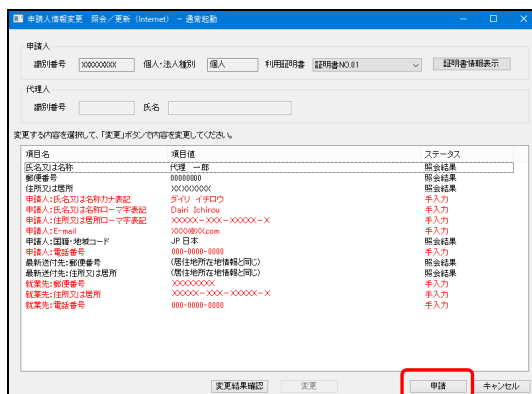 申請人情報変更 照会／更新（Internet） － 通常起動
申請人
識別番号 XXXXXXXXX 個人・法人種別 個人 利用証明書 証明書NO.01 証明書情報表示
代理人
識別番号 氏名
変更する内容を選択して、「変更」ボタンで内容を変更してください。
項目名 項目値 ステータス
氏名又は名称 代理 一郎 照会結果
郵便番号 00000000 照会結果
住所又は居所 XXXXXXXXX 照会結果
申請人:氏名又は名称カナ表記 ダイリ イチロウ 手入力
申請人:氏名又は名称ローマ字表記 Dairi Ichirou 手入力
申請人:住所又は居所ローマ字表記 XXXXX－XXX－XXXXX－X 手入力
申請人:E-mail XXXX@XX.com 手入力
申請人:国籍・地域コード JP 日本 照会結果
申請人:電話番号 000-0000-0000 手入力
最新送付先:郵便番号 (居住地所在地情報と同じ) 照会結果
最新送付先:住所又は居所 (居住地所在地情報と同じ) 照会結果
就業先:郵便番号 XXXXXXXX 手入力
就業先:住所又は居所 XXXXX－XXX－XXXXX－X 手入力
就業先:電話番号 000-0000-0000 手入力
変更結果確認 変更 申請 キャンセル